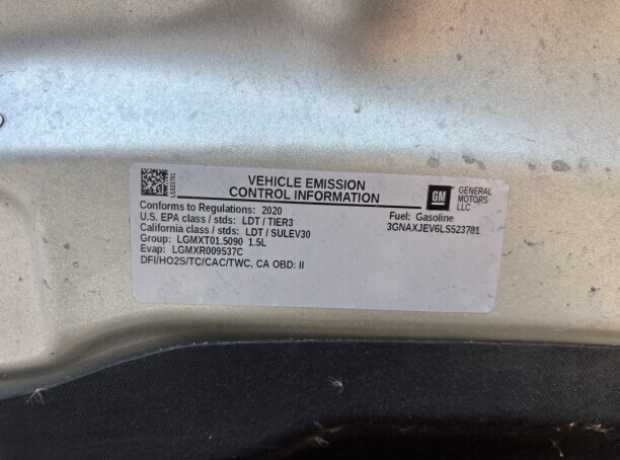 VEHICLE EMISSION
CONTROL INFORMATION
GM
GENERAL
MOTORS
LLC
Conforms to Regulations: 2020
U.S. EPA class / stds: LDT / TIER3
California class / stds: LDT / SULEV30
Group: LGMXT01.5090 1.5L
Evap: LGMXR009537C
DFI/HO2S/TC/CAC/TWC, CA OBD: II
Fuel: Gasoline
3GNAXJEV6LS523781